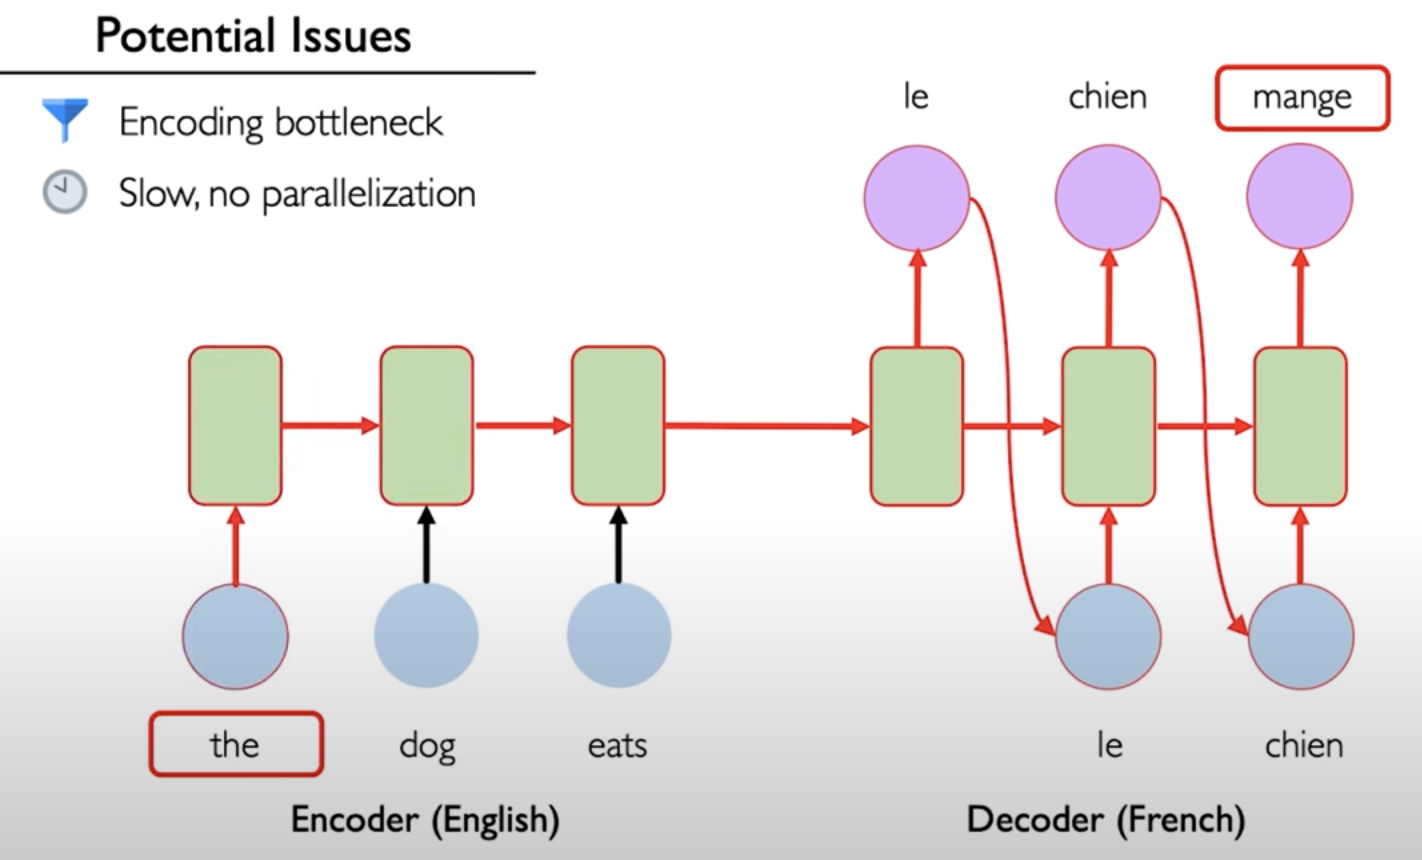 Potential Issues
Encoding bottleneck
Slow, no parallelization
le chien mange
the dog eats le chien
Encoder (English) Decoder (French)